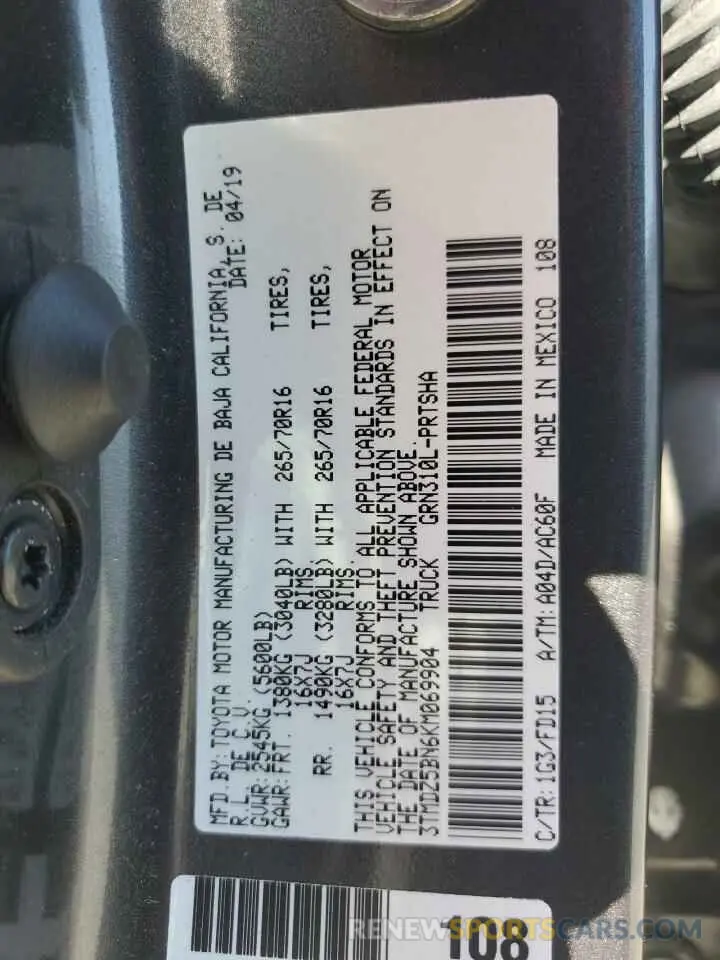 MFD.BY:TOYOTA MOTOR MANUFACTURING DE BAJA CALIFORNIA, S. DE
R.L. DE C.V. DATE: 04/19
GVWR:2545KG (5600LB)
GAWR:FRT. 1380KG (3040LB) WITH 265/70R16 TIRES,
16X7J RIMS,
RR. 1490KG (3280LB) WITH 265/70R16 TIRES,
16X7J RIMS.
THIS VEHICLE CONFORMS TO ALL APPLICABLE FEDERAL MOTOR
VEHICLE SAFETY AND THEFT PREVENTION STANDARDS IN EFFECT ON
THE DATE OF MANUFACTURE SHOWN ABOVE.
3TMDZ5BN6KM069904 TRUCK GRN310L-PRTSHA
C/TR:1G3/FD15 A/TM:A04D/AC60F MADE IN MEXICO 108
108
RENEWSPORTSCARS.COM